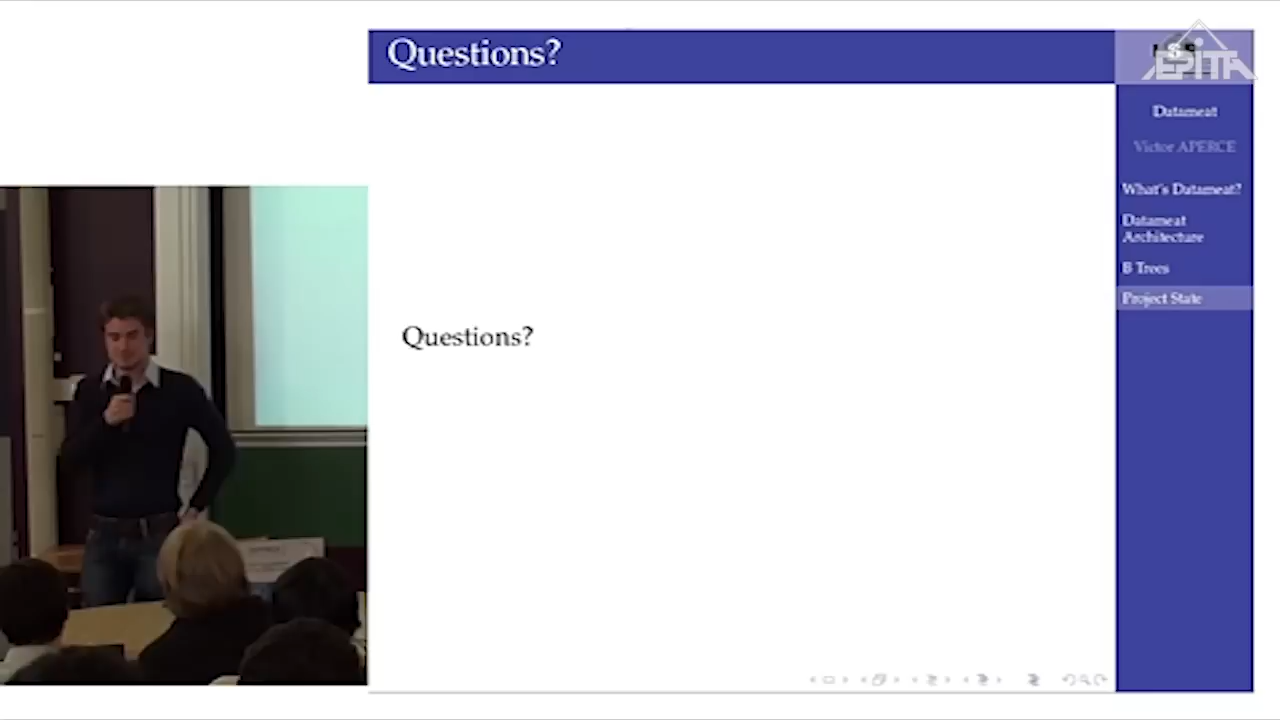 Questions?
EPITA
Datameat
Victor APERCE
What's Datameat?
Datameat
Architecture
B Trees
Project State
Questions?